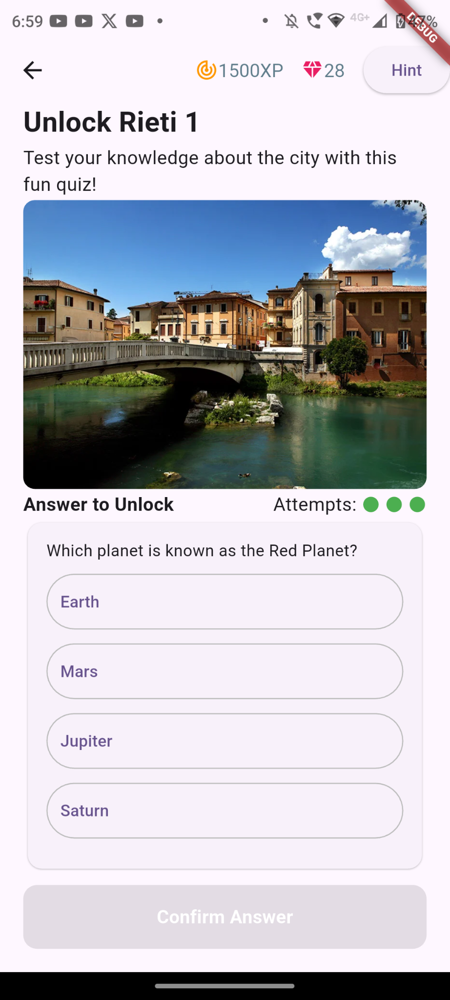 6:59
4G+
47%
DEBUG
1500XP
28
Hint
Unlock Rieti 1
Test your knowledge about the city with this
fun quiz!
Answer to Unlock
Attempts:
Which planet is known as the Red Planet?
Earth
Mars
Jupiter
Saturn
Confirm Answer